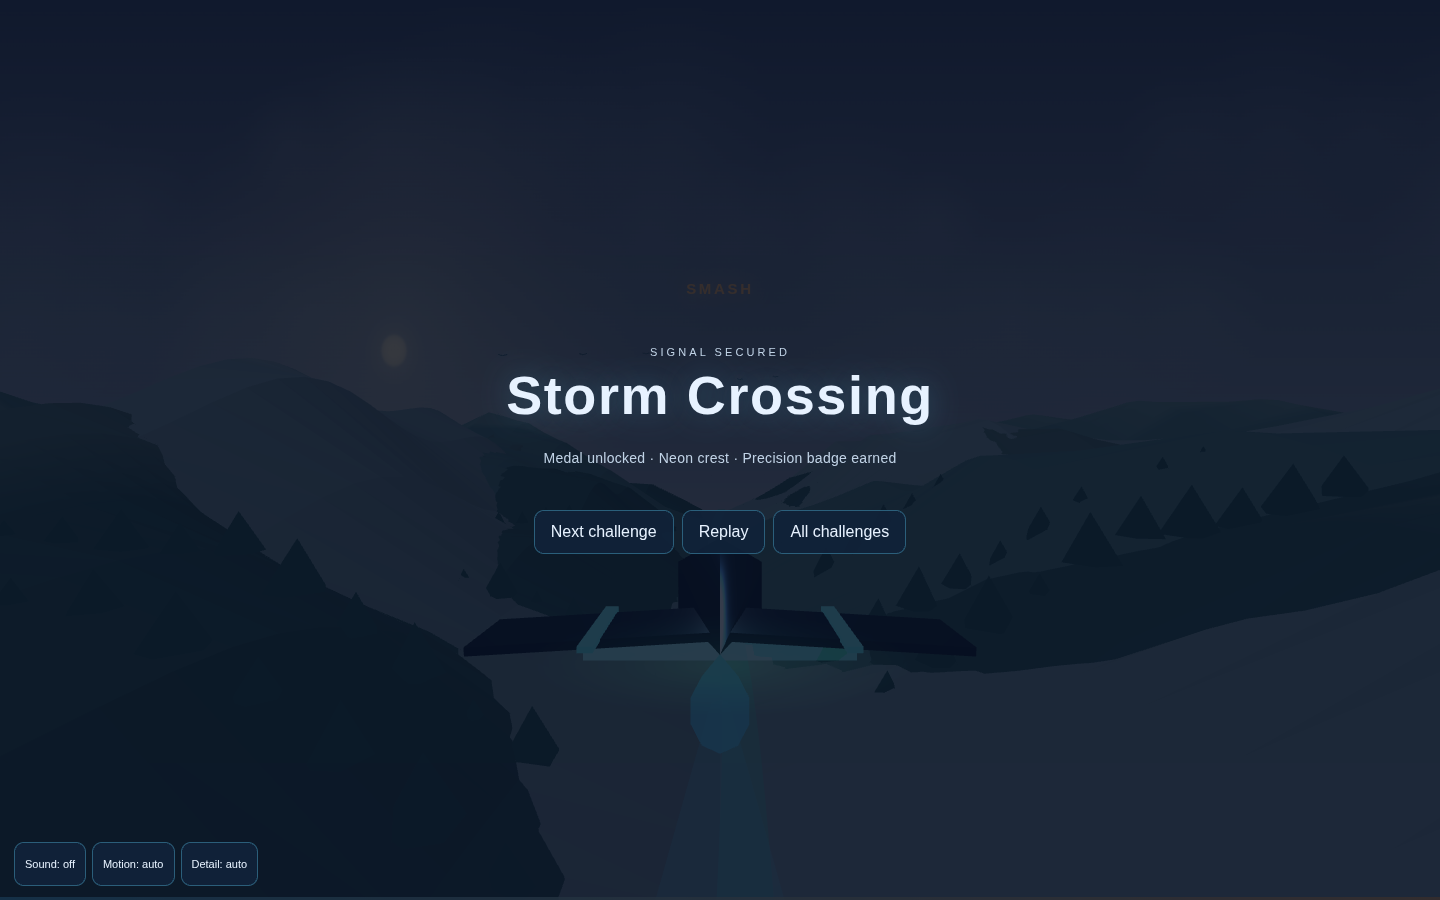 SMASH
SIGNAL SECURED
Storm Crossing
Medal unlocked · Neon crest · Precision badge earned
Next challenge
Replay
All challenges
Sound: off
Motion: auto
Detail: auto